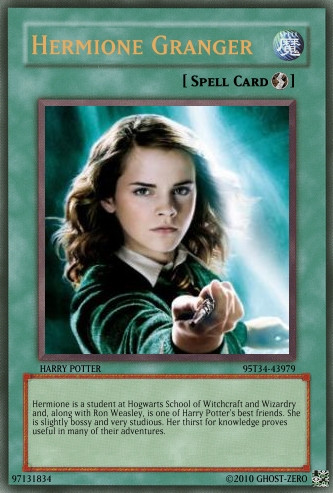 HERMIONE GRANGER 魔
[ SPELL CARD ]
HARRY POTTER 95T34-43979
Hermione is a student at Hogwarts School of Witchcraft and Wizardry
and, along with Ron Weasley, is one of Harry Potter's best friends. She
is slightly bossy and very studious. Her thirst for knowledge proves
useful in many of their adventures.
97131834 ©2010 GHOST-ZERO